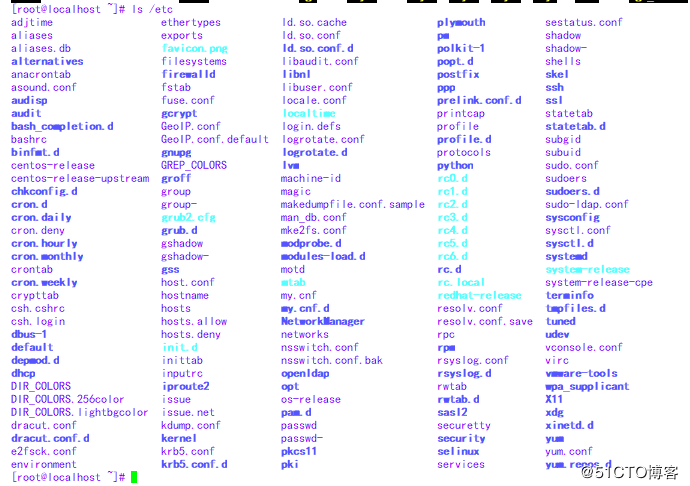 [root@localhost ~]# ls /etc
adjtime ethertypes ld.so.cache plymouth sestatus.conf
aliases exports ld.so.conf pm shadow
aliases.db favicon.png ld.so.conf.d polkit-1 shadow-
alternatives filesystems libaudit.conf popt.d shells
anacrontab firewalld libnl postfix skel
asound.conf fstab libuser.conf ppp ssh
audisp fuse.conf locale.conf prelink.conf.d ssl
audit gcrypt localtime printcap statetab
bash_completion.d GeoIP.conf login.defs profile statetab.d
bashrc GeoIP.conf.default logrotate.conf profile.d subgid
binfmt.d gnupg logrotate.d protocols subuid
centos-release GREP_COLORS lvm python sudo.conf
centos-release-upstream groff machine-id rc0.d sudoers
chkconfig.d group magic rc1.d sudoers.d
cron.d group- makedumpfile.conf.sample rc2.d sudo-ldap.conf
cron.daily grub2.cfg man_db.conf rc3.d sysconfig
cron.deny grub.d mke2fs.conf rc4.d sysctl.conf
cron.hourly gshadow modprobe.d rc5.d sysctl.d
cron.monthly gshadow- modules-load.d rc6.d systemd
crontab gss motd rc.d system-release
cron.weekly host.conf mtab rc.local system-release-cpe
crypttab hostname my.cnf redhat-release terminfo
csh.cshrc hosts my.cnf.d resolv.conf tmpfiles.d
csh.login hosts.allow NetworkManager resolv.conf.save tuned
dbus-1 hosts.deny networks rpc udev
default init.d nsswitch.conf rpm vconsole.conf
depmod.d inittab nsswitch.conf.bak rsyslog.conf virc
dhcp inputrc openldap rsyslog.d vmware-tools
DIR_COLORS iproute2 opt rwtab wpa_supplicant
DIR_COLORS.256color issue os-release rwtab.d X11
DIR_COLORS.lightbgcolor issue.net pam.d sasl2 xdg
dracut.conf kdump.conf passwd securetty xinetd.d
dracut.conf.d kernel passwd- security yum
e2fsck.conf krb5.conf pkcs11 selinux yum.conf
environment krb5.conf.d pki services yum.repos.d
[root@localhost ~]#
@51CTO博客